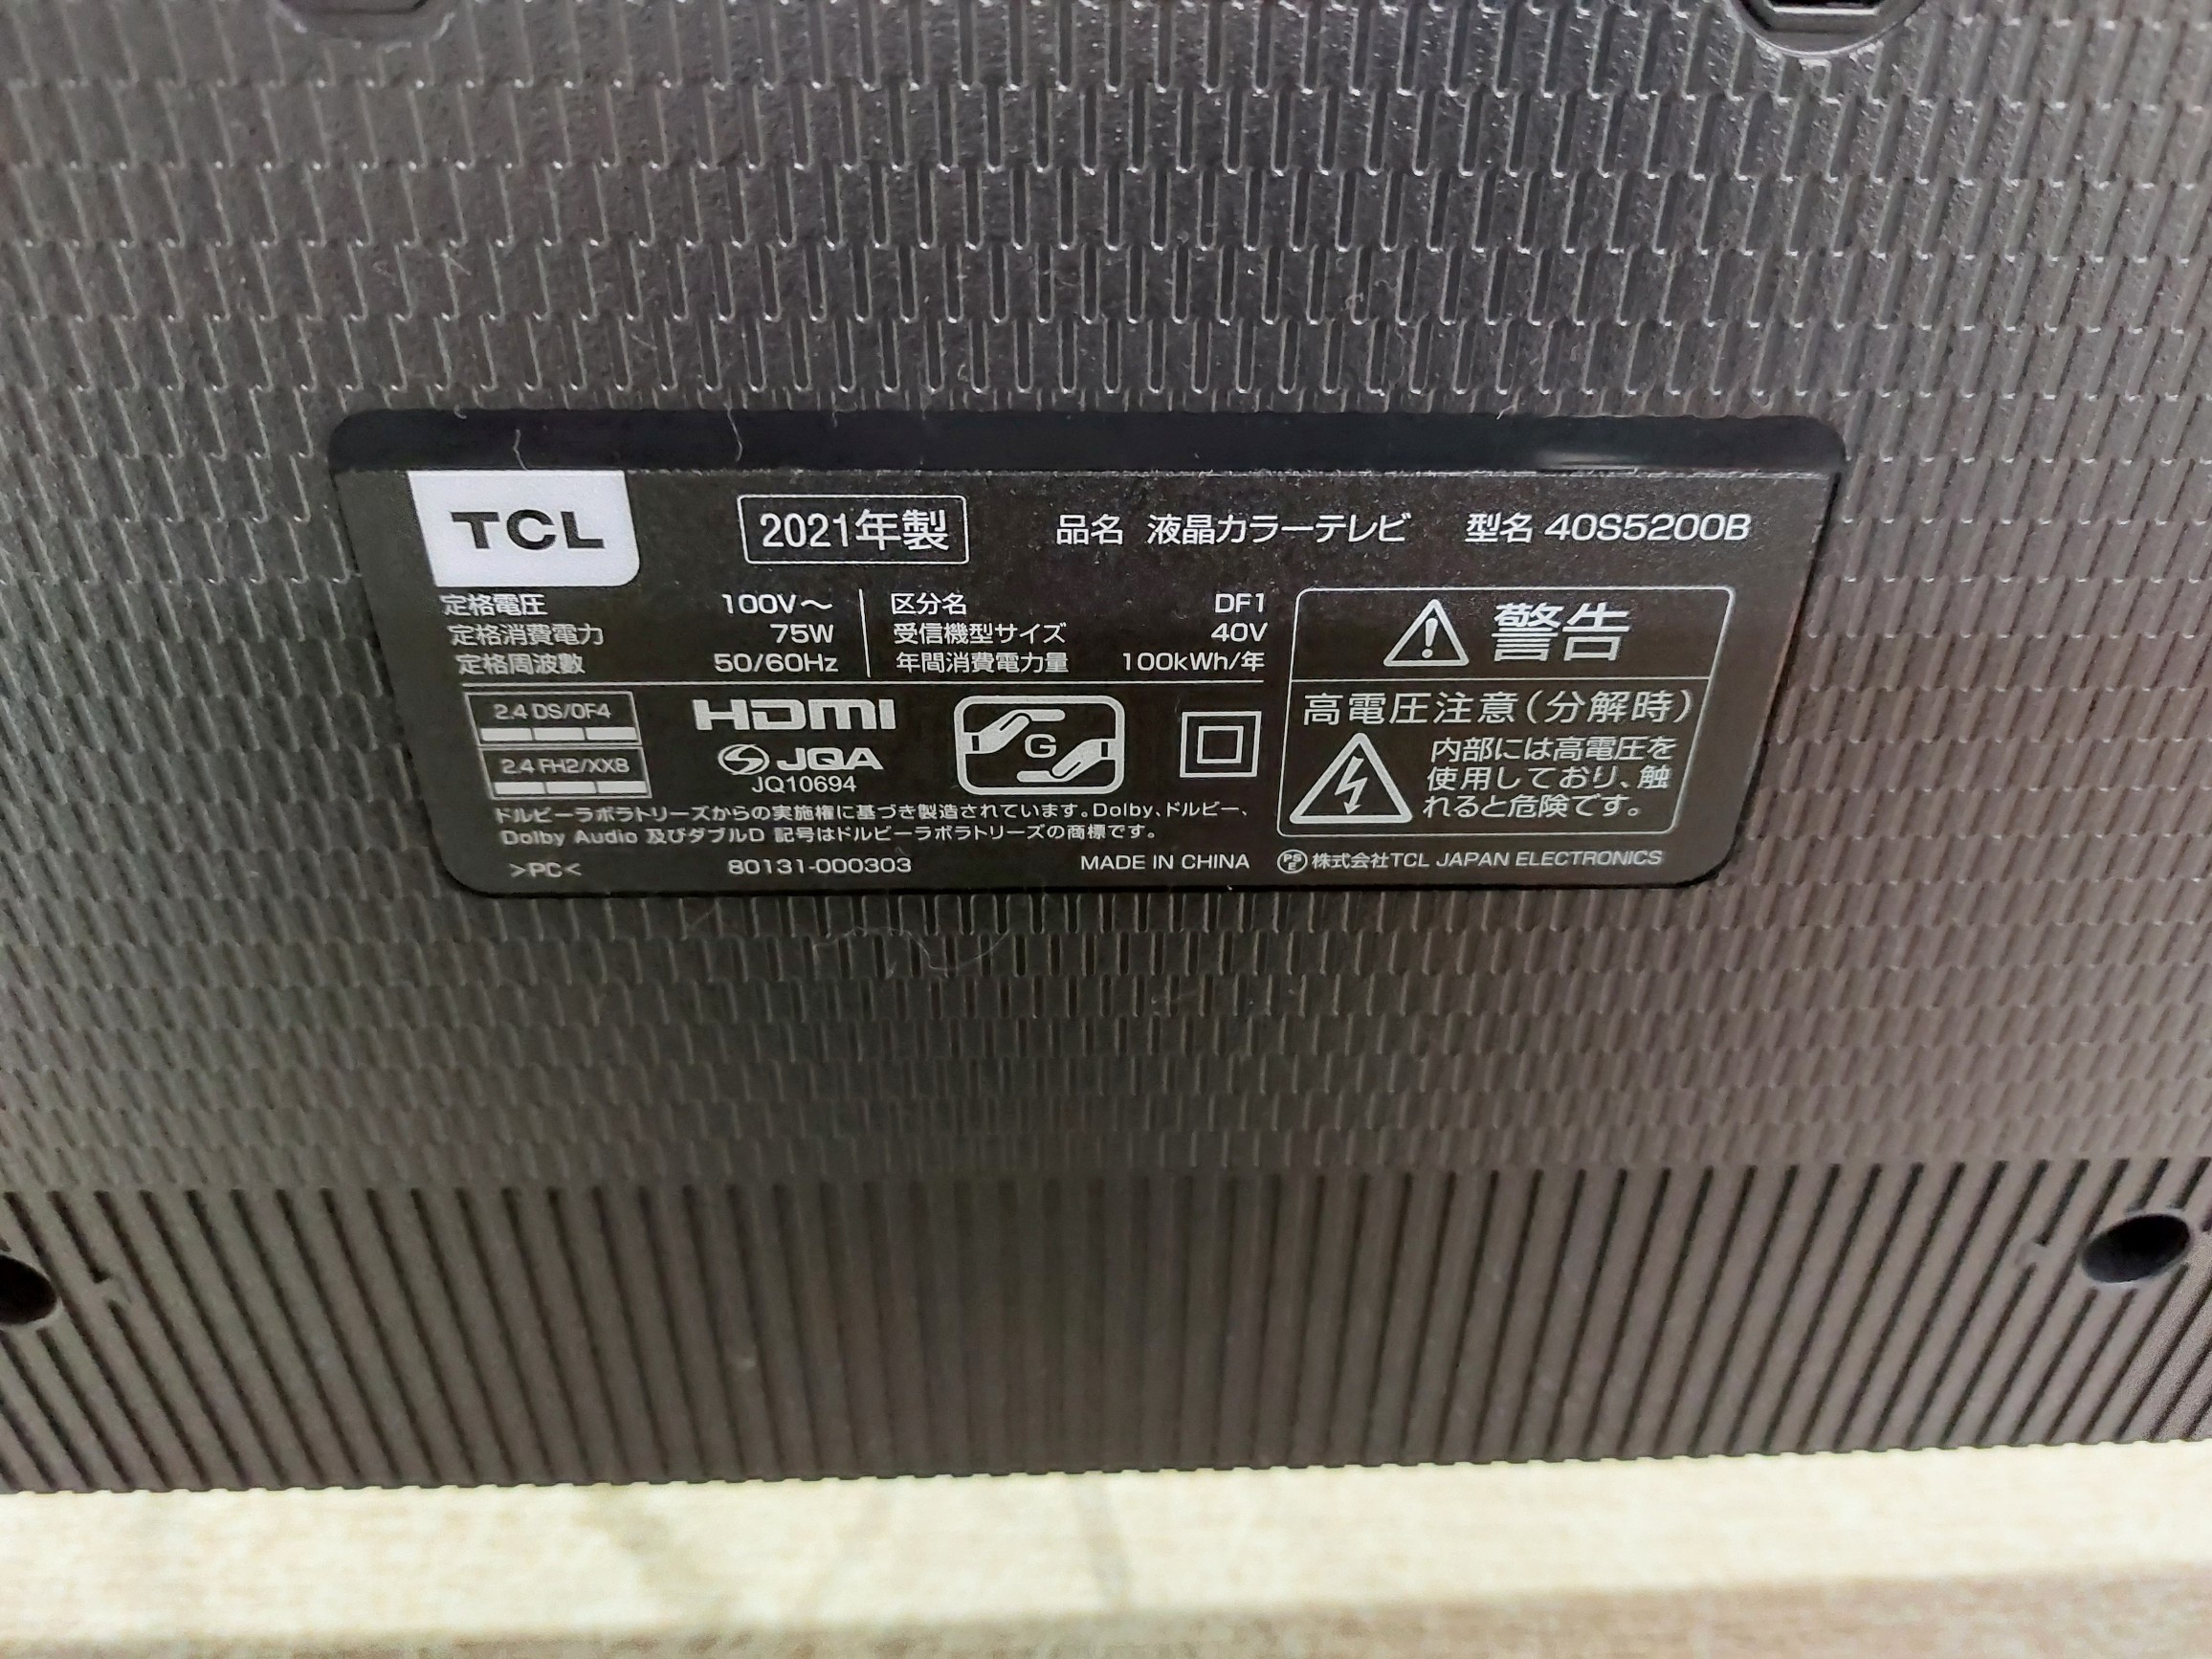 TCL
2021年製
品名 液晶カラーテレビ 型名 40S5200B
定格電圧 100V〜
定格消費電力 75W
定格周波數 50/60Hz
区分名 DF1
受信機型サイズ 40V
年間消費電力量 100kWh/年
2.4 DS/OF4
2.4 FH2/XX8
HDMI
JQA
JQ10694
G
警告
高電圧注意(分解時)
内部には高電圧を
使用しており、触
れると危険です。
ドルビーラボラトリーズからの実施権に基づき製造されています。Dolby、ドルビー、
Dolby Audio 及びダブルD 記号はドルビーラボラトリーズの商標です。
>PC< 80131-000303 MADE IN CHINA PSE 株式会社TCL JAPAN ELECTRONICS